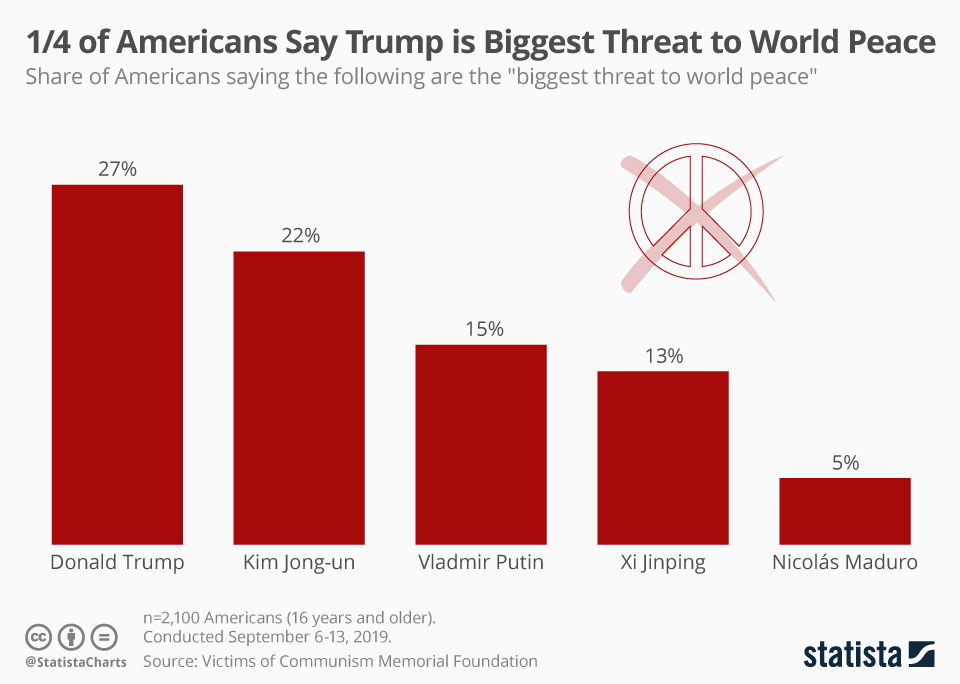 1/4 of Americans Say Trump is Biggest Threat to World Peace
Share of Americans saying the following are the "biggest threat to world peace"
27%
22%
15%
13%
5%
Donald Trump
Kim Jong-un
Vladmir Putin
Xi Jinping
Nicolás Maduro
n=2,100 Americans (16 years and older).
Conducted September 6-13, 2019.
cc
@StatistaCharts
Source: Victims of Communism Memorial Foundation
statista